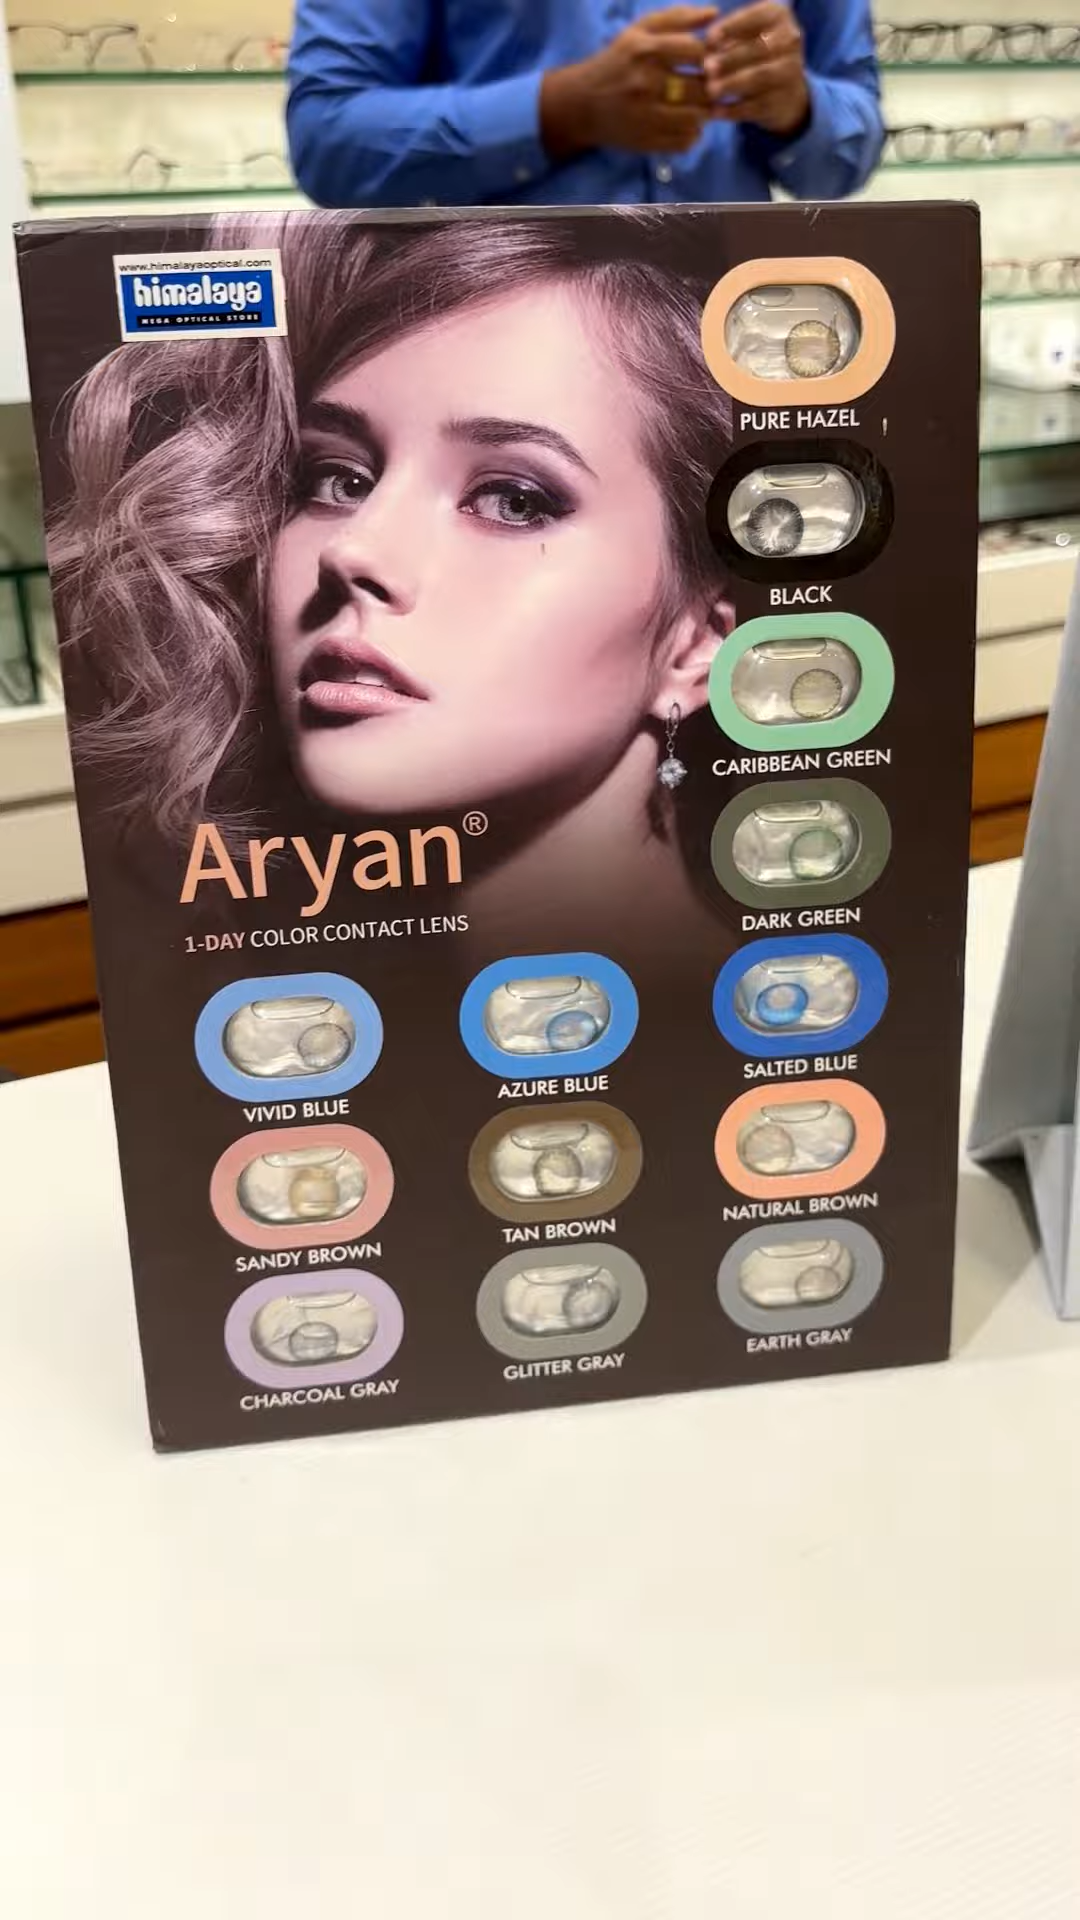 www.himalayaoptical.com
himalaya
MEGA OPTICAL STORE
PURE HAZEL
BLACK
CARIBBEAN GREEN
DARK GREEN
Aryan®
1-DAY COLOR CONTACT LENS
VIVID BLUE
AZURE BLUE
SALTED BLUE
SANDY BROWN
TAN BROWN
NATURAL BROWN
CHARCOAL GRAY
GLITTER GRAY
EARTH GRAY